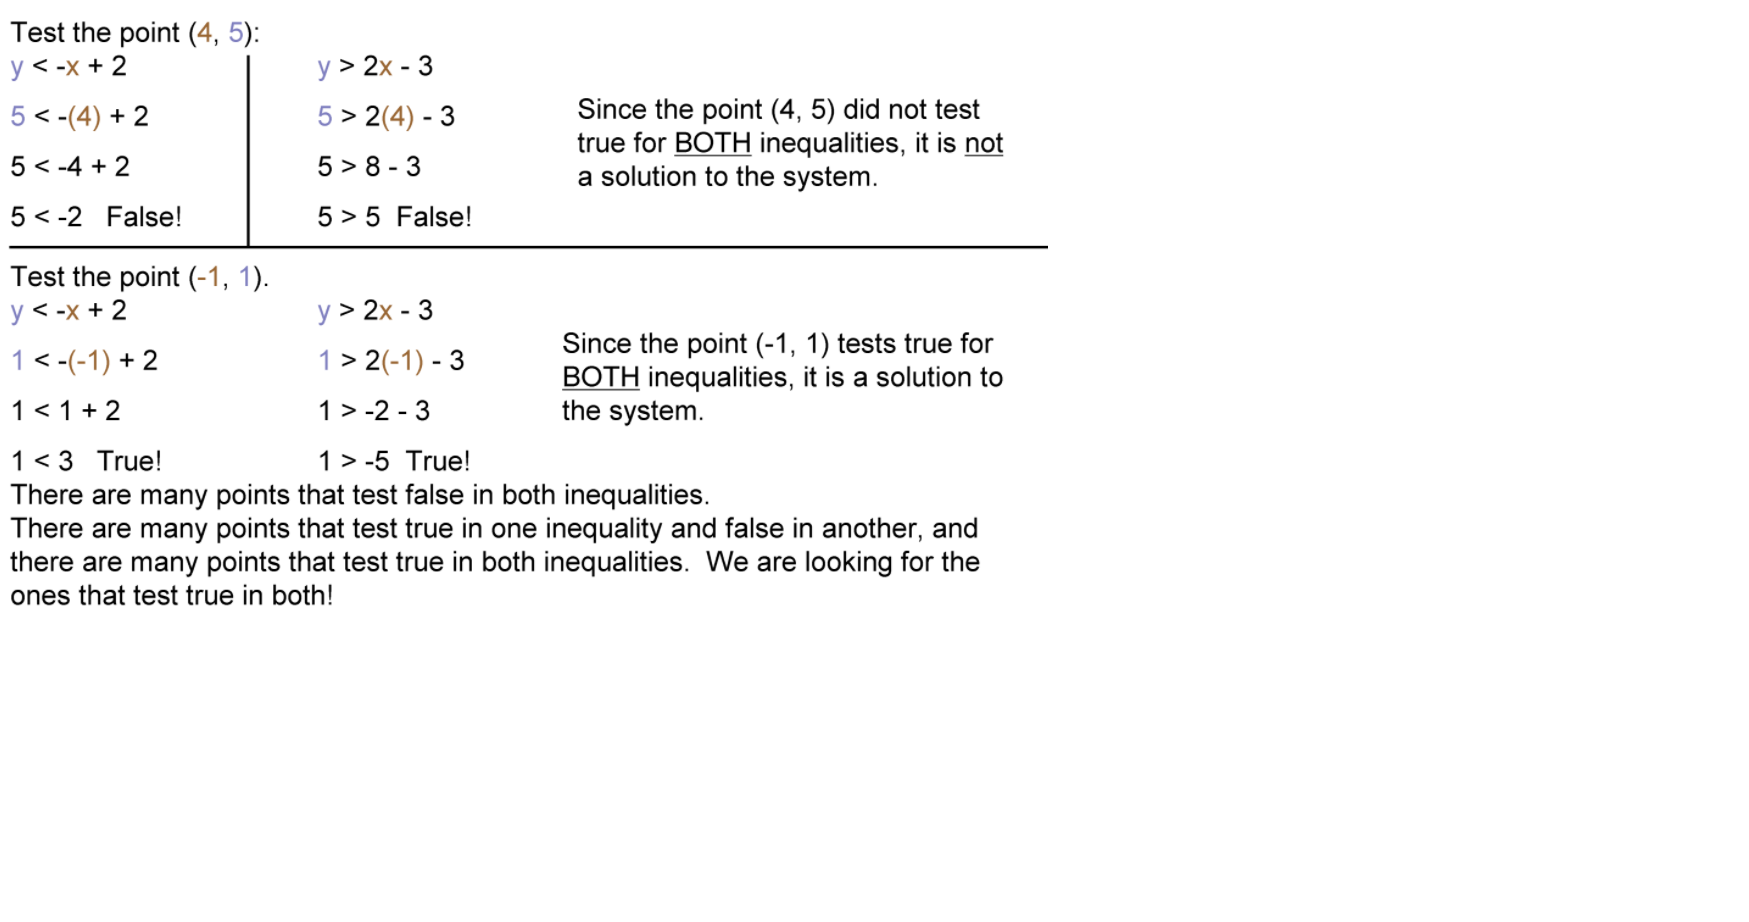 Test the point (4, 5):
y < -x + 2
5 < -(4) + 2
5 < -4 + 2
5 < -2 False!
y > 2x - 3
5 > 2(4) - 3
5 > 8 - 3
5 > 5 False!
Since the point (4, 5) did not test
true for BOTH inequalities, it is not
a solution to the system.
Test the point (-1, 1).
y < -x + 2
1 < -(-1) + 2
1 < 1 + 2
1 < 3 True!
y > 2x - 3
1 > 2(-1) - 3
1 > -2 - 3
1 > -5 True!
Since the point (-1, 1) tests true for
BOTH inequalities, it is a solution to
the system.
There are many points that test false in both inequalities.
There are many points that test true in one inequality and false in another, and
there are many points that test true in both inequalities. We are looking for the
ones that test true in both!